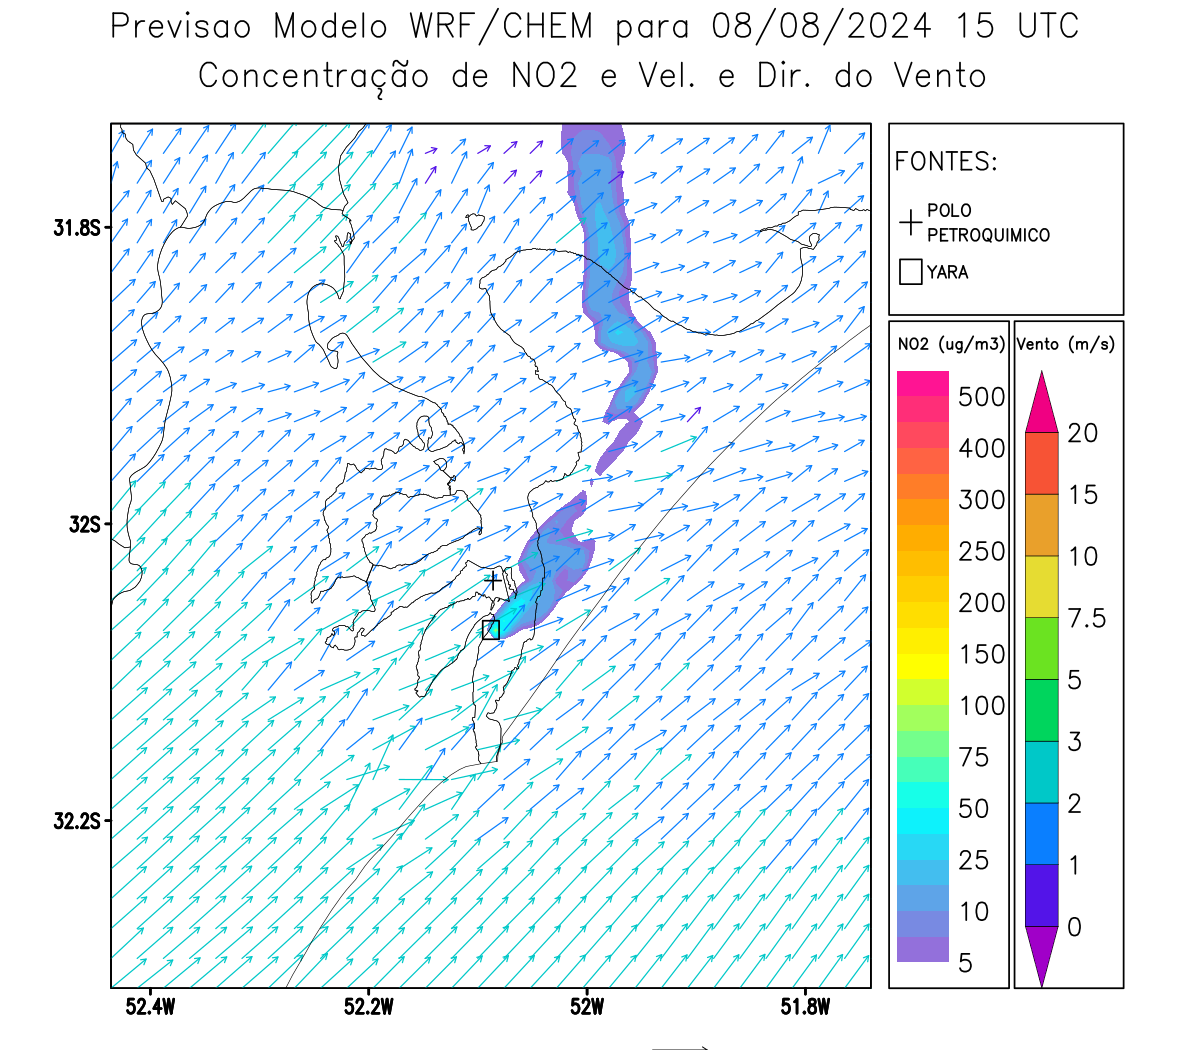 Previsao Modelo WRF/CHEM para 08/08/2024 15 UTC
Concentração de NO2 e Vel. e Dir. do Vento
FONTES:
POLO
PETROQUIMICO
YARA
NO2 (ug/m3)
500
400
300
250
200
150
100
75
50
25
10
5
Vento (m/s)
20
15
10
7.5
5
3
2
1
0
31.8S
32S
32.2S
52.4W
52.2W
52W
51.8W